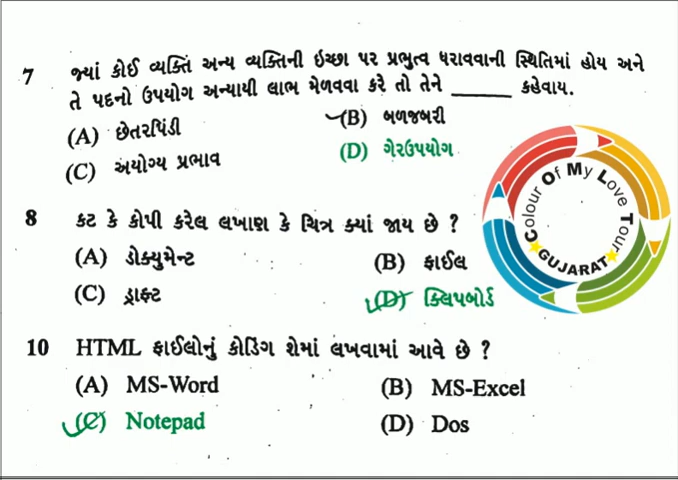 7 જ્યાં કોઈ વ્યક્તિ અન્ય વ્યક્તિની ઇચ્છા પર પ્રભુત્વ ધરાવવાની સ્થિતિમાં હોય અને
તે પદનો ઉપયોગ અન્યાયી લાભ મેળવવા કરે તો તેને ______ કહેવાય.
(A) છેતરપિંડી (B) બળજબરી
(C) અયોગ્ય પ્રભાવ (D) ગેરઉપયોગ
8 કટ કે કોપી કરેલ લખાણ કે ચિત્ર ક્યાં જાય છે ?
(A) ડોક્યુમેન્ટ (B) ફાઈલ
(C) ડ્રાફ્ટ (D) ક્લિપબોર્ડ
10 HTML ફાઈલોનું કોડિંગ શેમાં લખવામાં આવે છે ?
(A) MS-Word (B) MS-Excel
(C) Notepad (D) Dos
Colour Of My Love Tour
GUJARAT